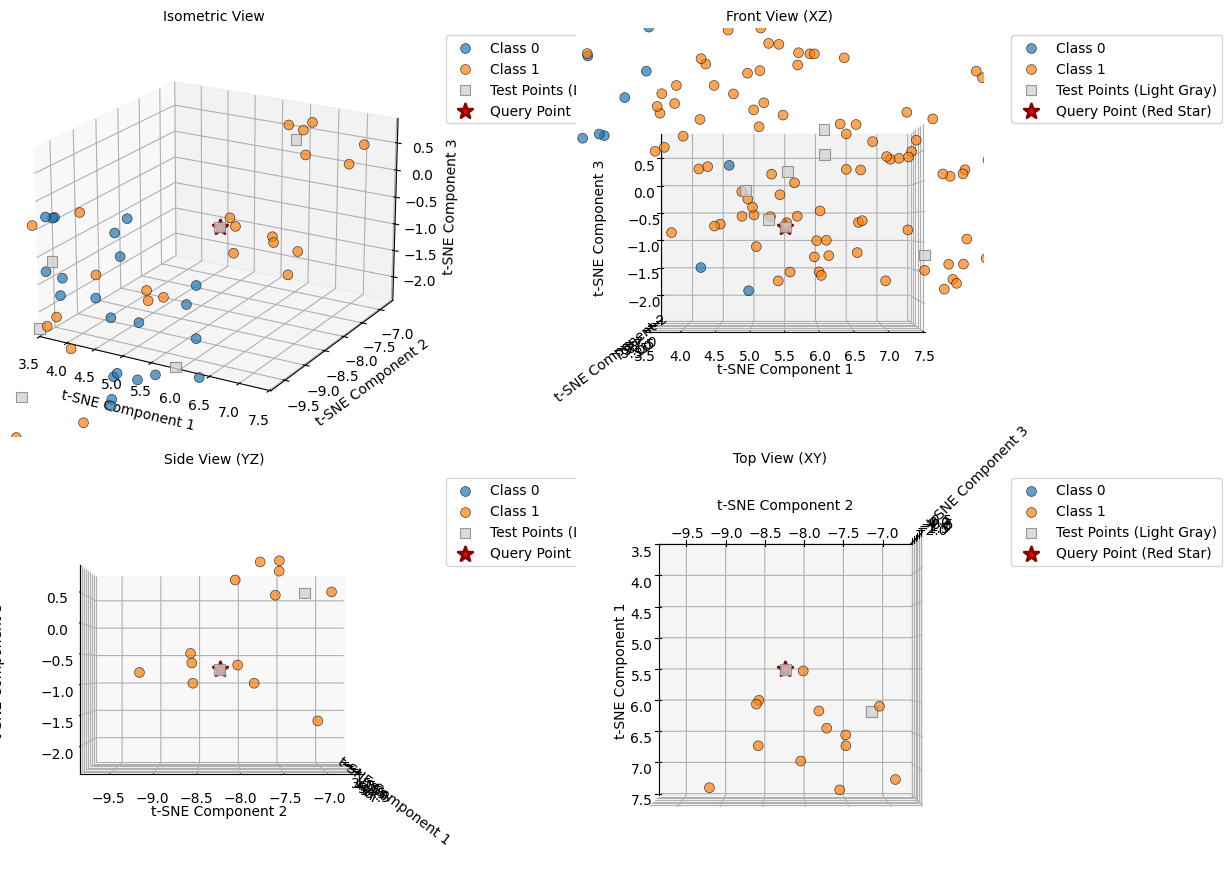 Isometric View
Class 0
Class 1
Test Points (L
Query Point
0.5
0.0
−0.5
−1.0
−1.5
−2.0
t-SNE Component 3
−7.0
−7.5
−8.0
−8.5
−9.0
−9.5
t-SNE Component 2
3.5
4.0
4.5
5.0
5.5
6.0
6.5
7.0
7.5
t-SNE Component 1
Front View (XZ)
Class 0
Class 1
Test Points (Light Gray)
Query Point (Red Star)
0.5
0.0
−0.5
−1.0
−1.5
−2.0
t-SNE Component 3
t-SNE Component 2
3.5 4.0 4.5 5.0 5.5 6.0 6.5 7.0 7.5
t-SNE Component 1
Side View (YZ)
Class 0
Class 1
Test Points (L
Query Point
0.5
0.0
−0.5
−1.0
−1.5
−2.0
−9.5 −9.0 −8.5 −8.0 −7.5 −7.0
t-SNE Component 2
t-SNE Component 1
Top View (XY)
Class 0
Class 1
Test Points (Light Gray)
Query Point (Red Star)
t-SNE Component 3
t-SNE Component 2
−9.5 −9.0 −8.5 −8.0 −7.5 −7.0
3.5
4.0
4.5
5.0
5.5
6.0
6.5
7.0
7.5
t-SNE Component 1